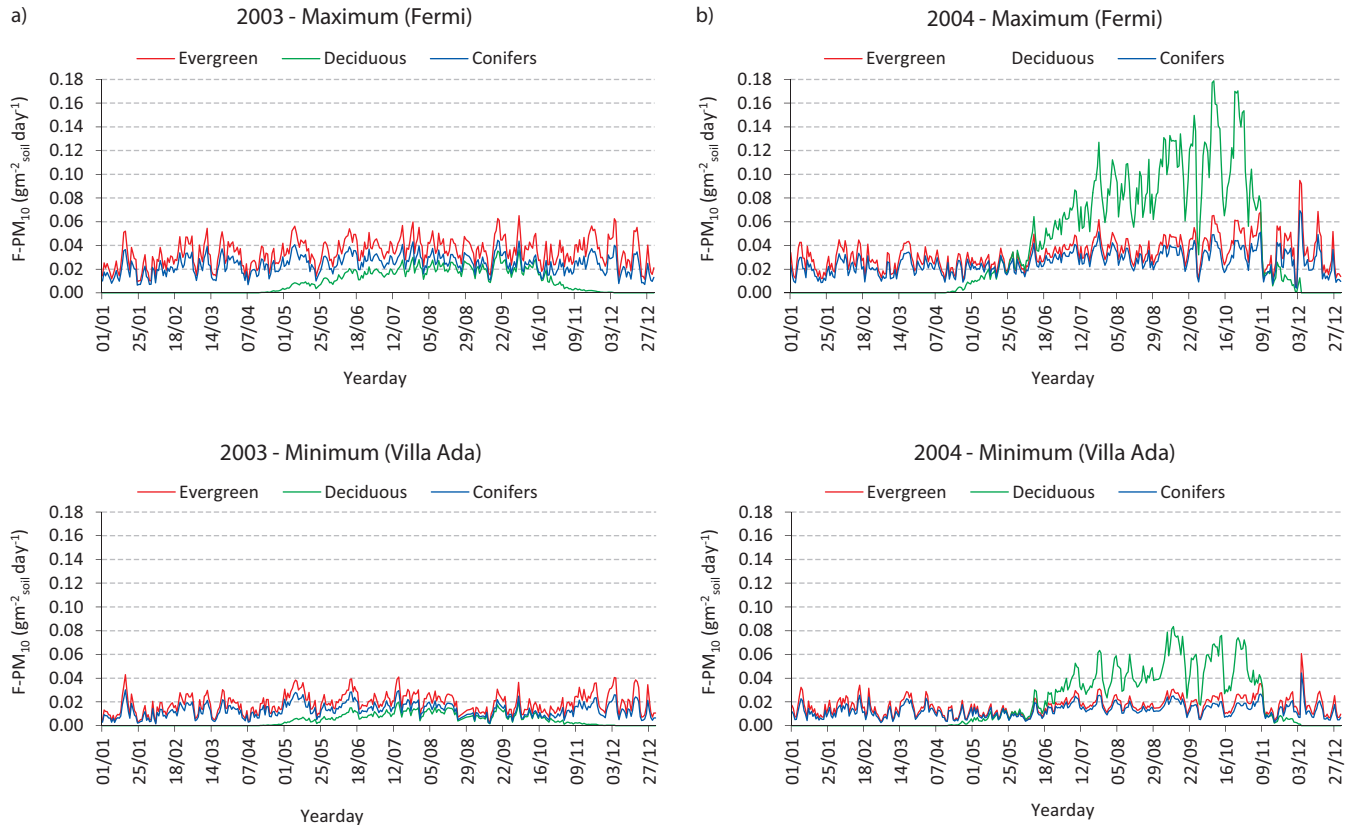 a)
2003 - Maximum (Fermi)
Evergreen Deciduous Conifers
F-PM10 (gm-2soil day-1)
0.18
0.16
0.14
0.12
0.10
0.08
0.06
0.04
0.02
0.00
01/01 25/01 18/02 14/03 07/04 01/05 25/05 18/06 12/07 05/08 29/08 22/09 16/10 09/11 03/12 27/12
Yearday
b)
2004 - Maximum (Fermi)
Evergreen Deciduous Conifers
F-PM10 (gm-2soil day-1)
0.18
0.16
0.14
0.12
0.10
0.08
0.06
0.04
0.02
0.00
01/01 25/01 18/02 14/03 07/04 01/05 25/05 18/06 12/07 05/08 29/08 22/09 16/10 09/11 03/12 27/12
Yearday
2003 - Minimum (Villa Ada)
Evergreen Deciduous Conifers
F-PM10 (gm-2soil day-1)
0.18
0.16
0.14
0.12
0.10
0.08
0.06
0.04
0.02
0.00
01/01 25/01 18/02 14/03 07/04 01/05 25/05 18/06 12/07 05/08 29/08 22/09 16/10 09/11 03/12 27/12
Yearday
2004 - Minimum (Villa Ada)
Evergreen Deciduous Conifers
F-PM10 (gm-2soil day-1)
0.18
0.16
0.14
0.12
0.10
0.08
0.06
0.04
0.02
0.00
01/01 25/01 18/02 14/03 07/04 01/05 25/05 18/06 12/07 05/08 29/08 22/09 16/10 09/11 03/12 27/12
Yearday